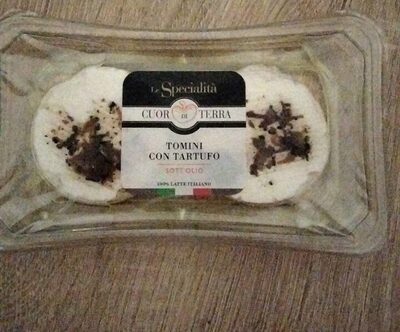 Le Specialità
CUOR DI TERRA
TOMINI
CON TARTUFO
SOTT'OLIO
100% LATTE ITALIANO